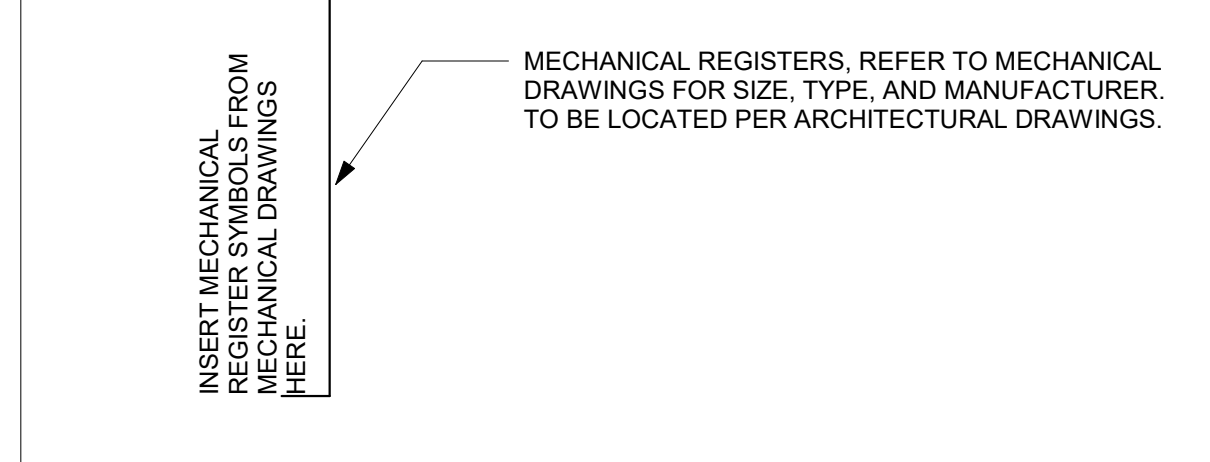 INSERT MECHANICAL
REGISTER SYMBOLS FROM
MECHANICAL DRAWINGS
HERE.
MECHANICAL REGISTERS, REFER TO MECHANICAL
DRAWINGS FOR SIZE, TYPE, AND MANUFACTURER.
TO BE LOCATED PER ARCHITECTURAL DRAWINGS.